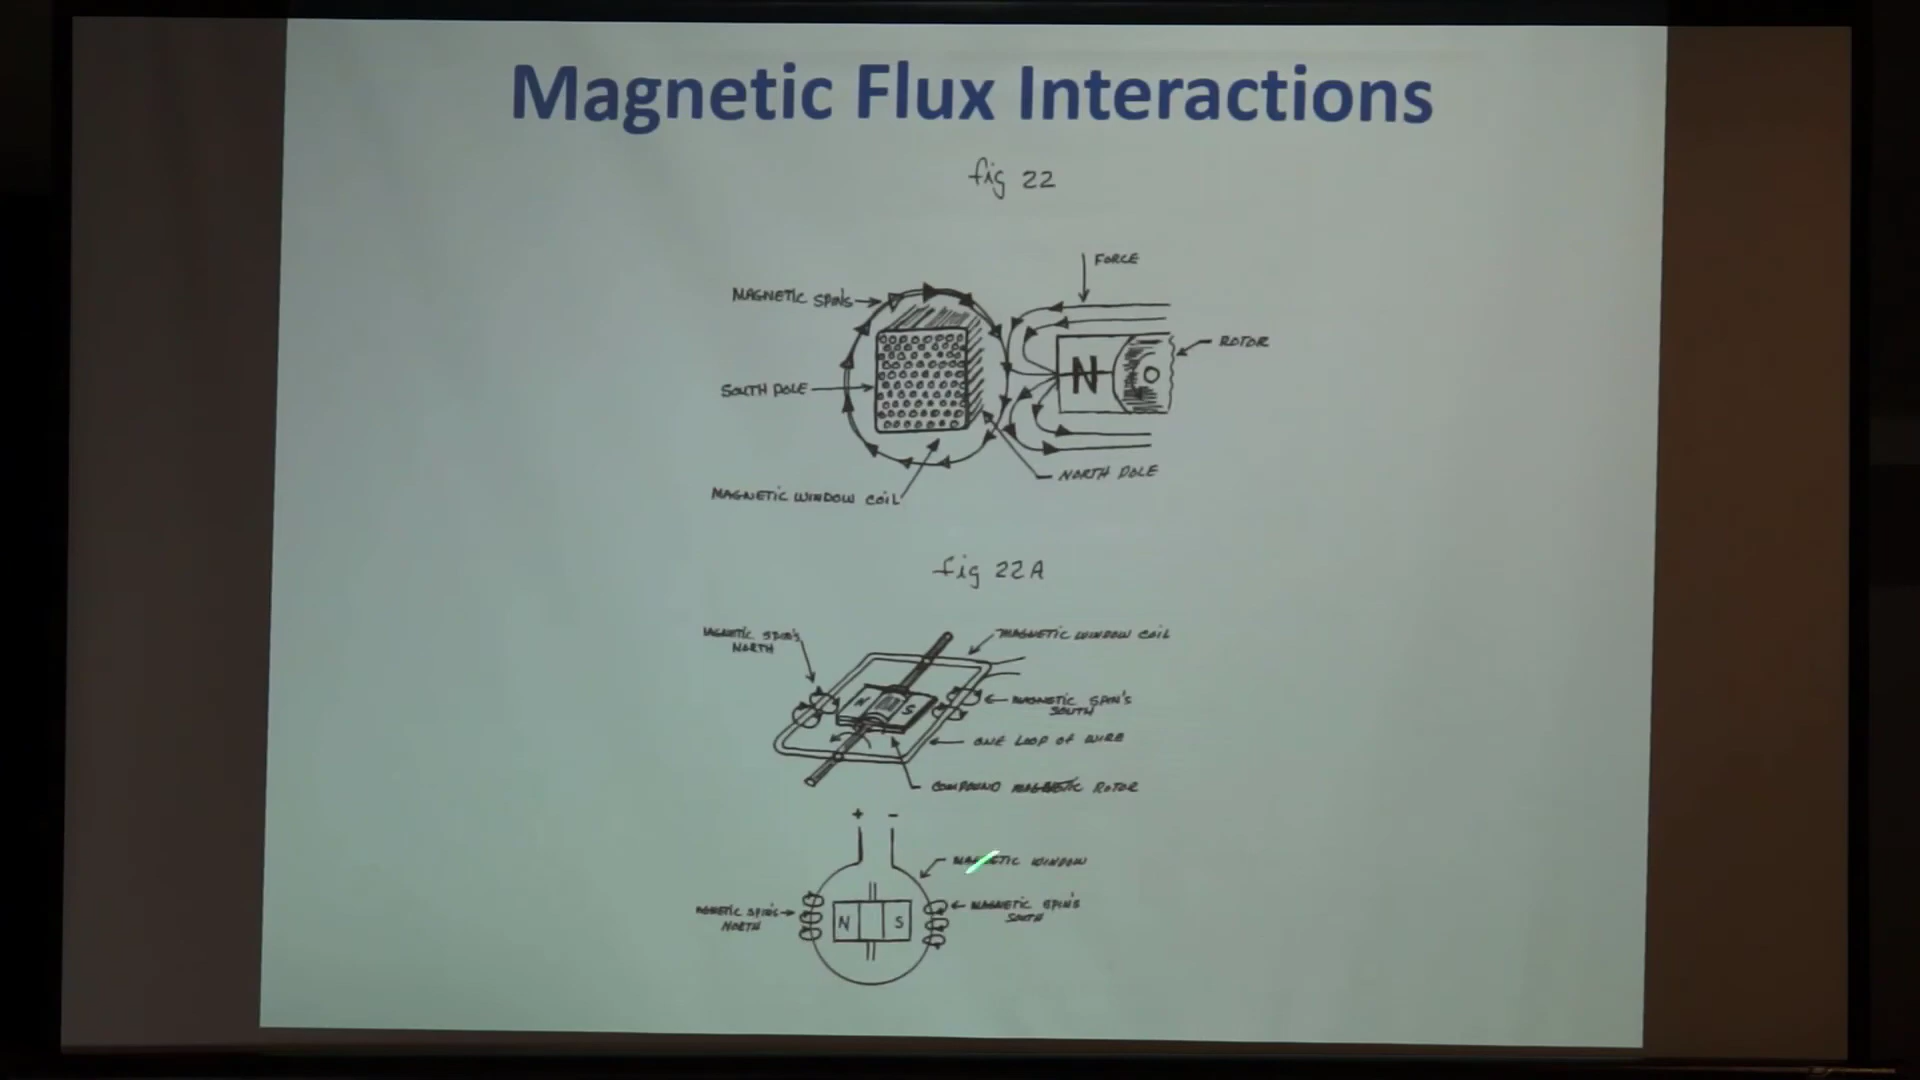 Magnetic Flux Interactions
fig 22
FORCE
MAGNETIC SPIN'S
ROTOR
N
SOUTH POLE
NORTH POLE
MAGNETIC WINDOW COIL
fig 22A
MAGNETIC SPIN'S
NORTH
MAGNETIC WINDOW COIL
N
S
MAGNETIC SPIN'S
SOUTH
ONE LOOP OF WIRE
COMPOUND MAGNETIC ROTOR
+ -
MAGNETIC WINDOW
MAGNETIC SPIN'S
NORTH
N
S
MAGNETIC SPIN'S
SOUTH